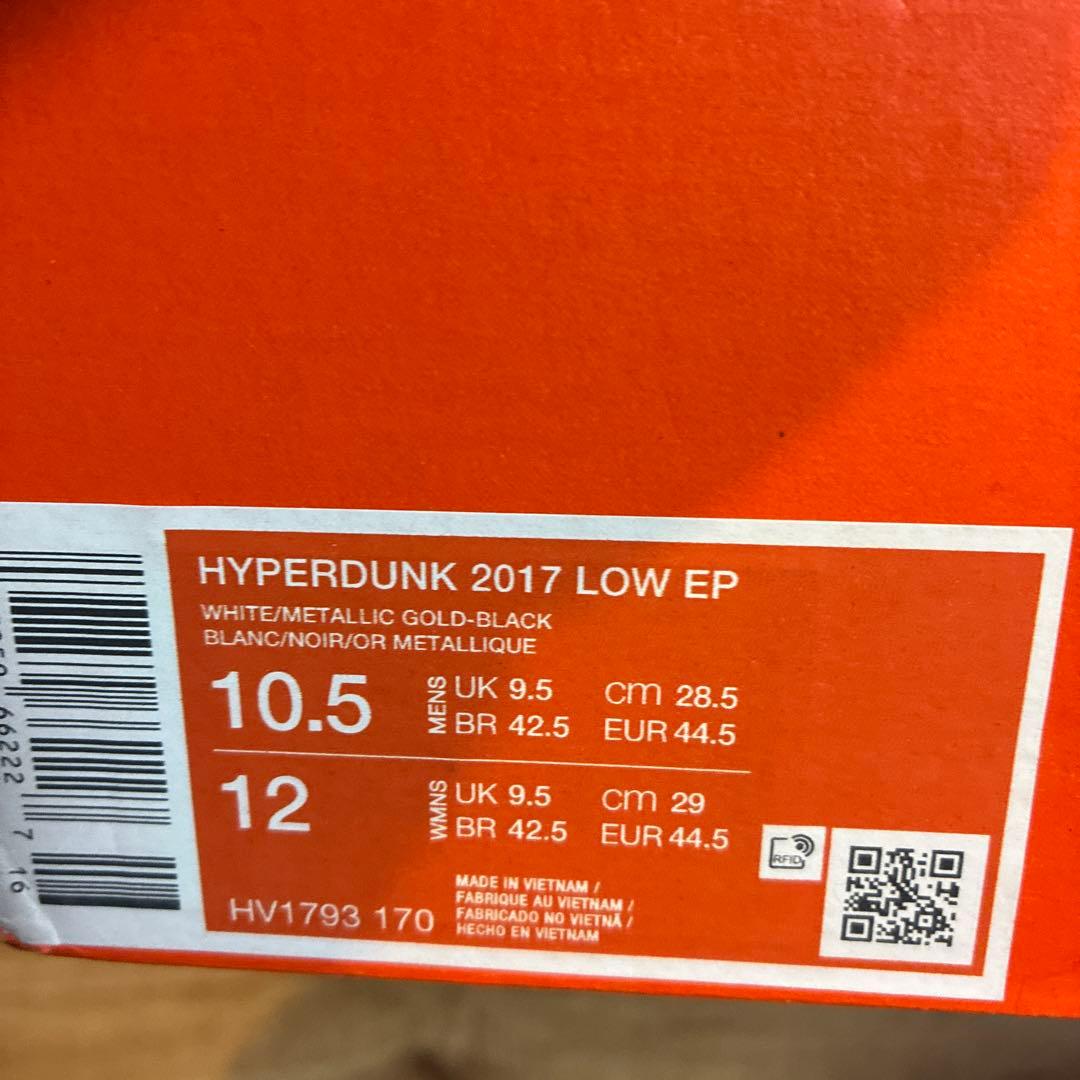 HYPERDUNK 2017 LOW EP
WHITE/METALLIC GOLD-BLACK
BLANC/NOIR/OR METALLIQUE
10.5 MENS UK 9.5 cm 28.5
BR 42.5 EUR 44.5
12 WMNS UK 9.5 cm 29
BR 42.5 EUR 44.5
RFID
HV1793 170
MADE IN VIETNAM /
FABRIQUE AU VIETNAM /
FABRICADO NO VIETNÃ /
HECHO EN VIETNAM
66222 7 16